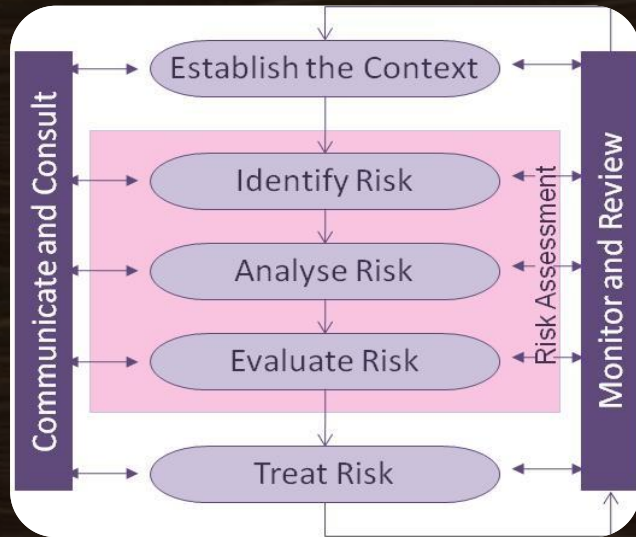 Communicate and Consult
Establish the Context
Identify Risk
Analyse Risk
Evaluate Risk
Treat Risk
Risk Assessment
Monitor and Review